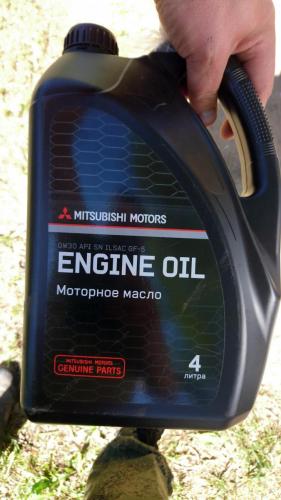 MITSUBISHI MOTORS
0W30 API SN ILSAC GF-5
ENGINE OIL
Моторное масло
MITSUBISHI MOTORS
GENUINE PARTS
4
литра